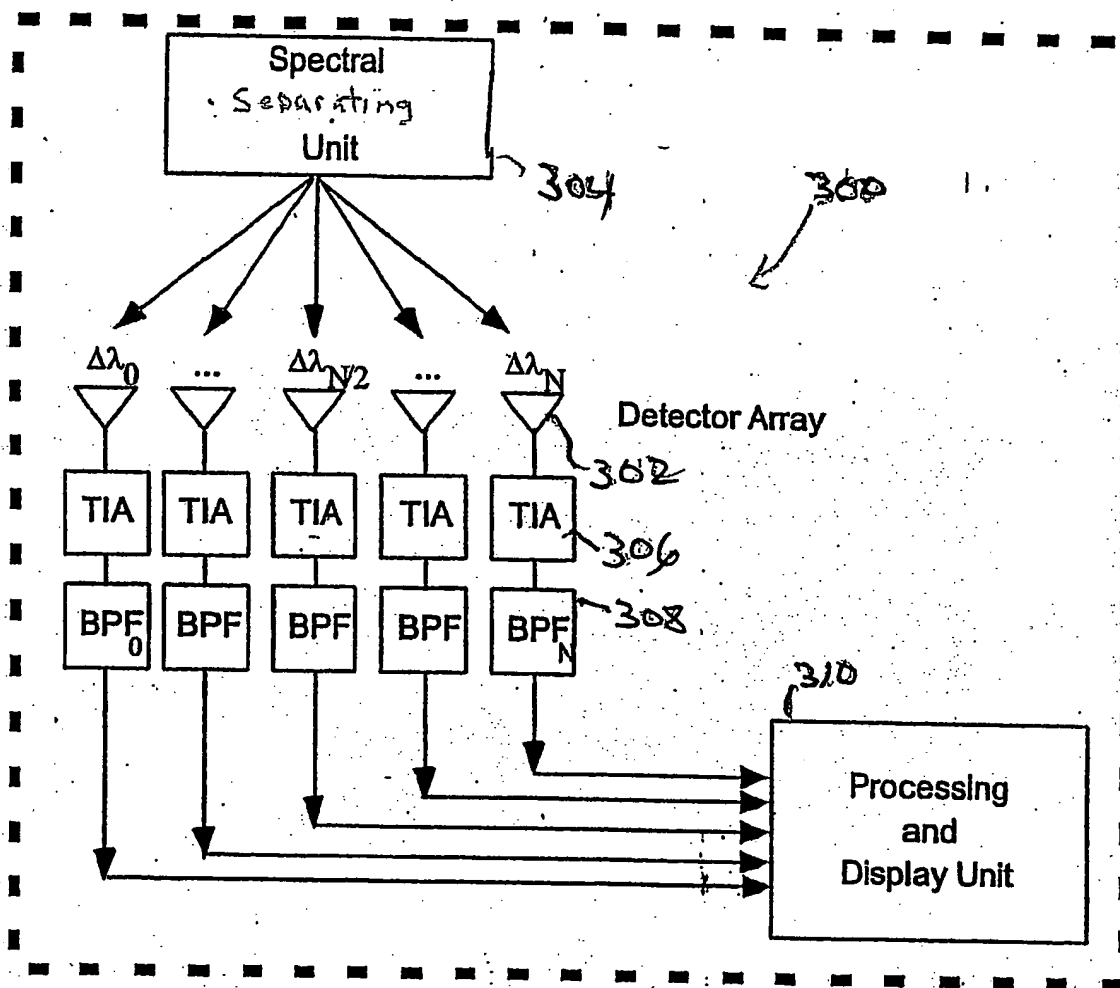 Spectral
Separating
Unit
304
300
Δλ0 ... ΔλN/2 ... ΔλN
Detector Array
302
TIA TIA TIA TIA TIA
306
BPF0 BPF BPF BPF BPFN
308
310
Processing
and
Display Unit